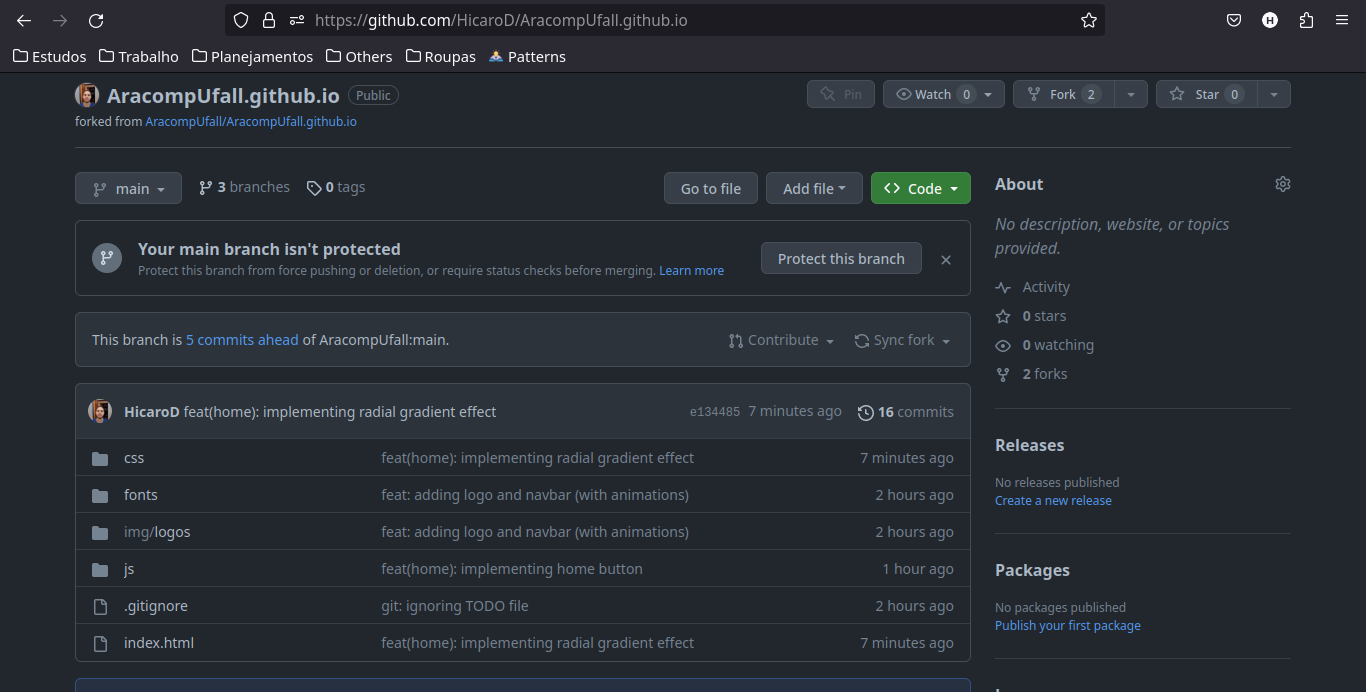 https://github.com/HicaroD/AracompUfall.github.io
H
Estudos Trabalho Planejamentos Others Roupas Patterns
AracompUfall.github.io Public
Pin Watch 0 Fork 2 Star 0
forked from AracompUfall/AracompUfall.github.io
main 3 branches 0 tags
Go to file Add file Code
Your main branch isn't protected
Protect this branch from force pushing or deletion, or require status checks before merging. Learn more
Protect this branch
This branch is 5 commits ahead of AracompUfall:main.
Contribute Sync fork
HicaroD feat(home): implementing radial gradient effect e134485 7 minutes ago 16 commits
css feat(home): implementing radial gradient effect 7 minutes ago
fonts feat: adding logo and navbar (with animations) 2 hours ago
img/logos feat: adding logo and navbar (with animations) 2 hours ago
js feat(home): implementing home button 1 hour ago
.gitignore git: ignoring TODO file 2 hours ago
index.html feat(home): implementing radial gradient effect 7 minutes ago
About
No description, website, or topics
provided.
Activity
0 stars
0 watching
2 forks
Releases
No releases published
Create a new release
Packages
No packages published
Publish your first package